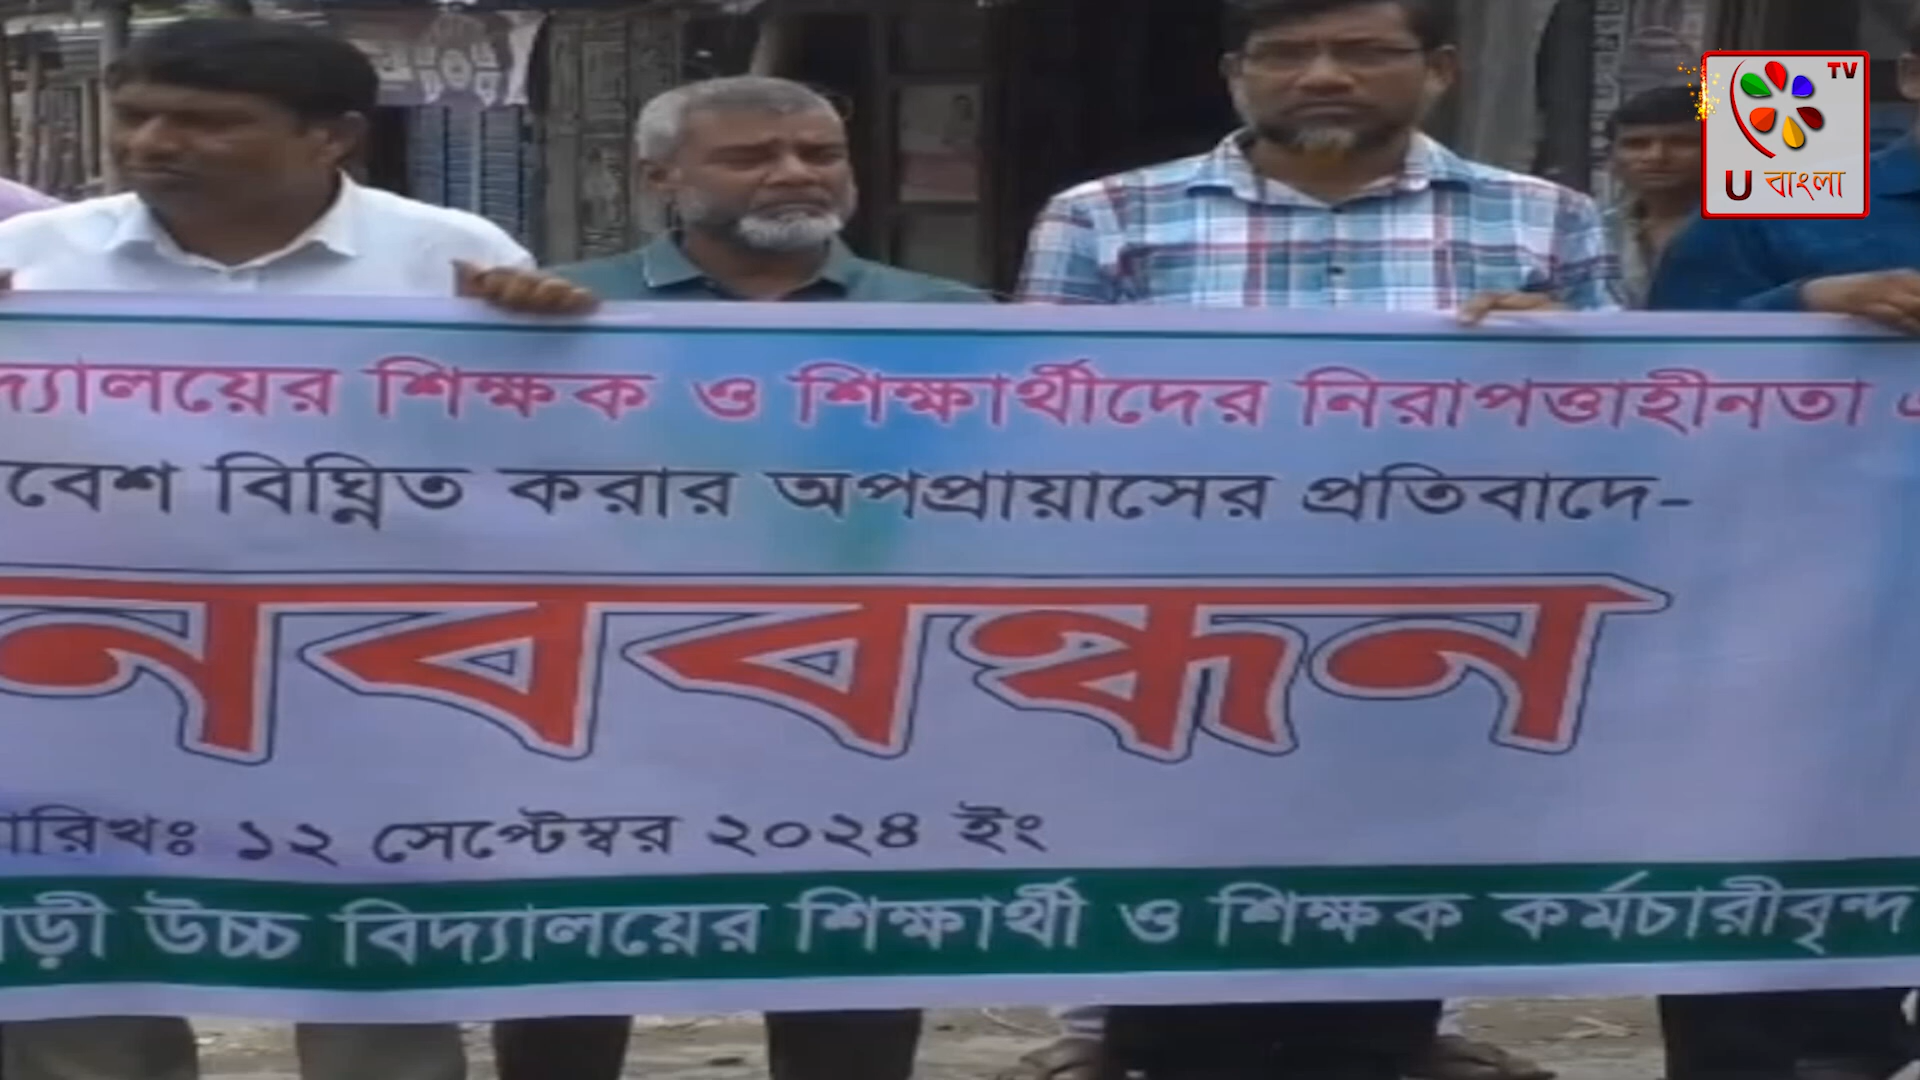 TV
U বাংলা
দ্যালয়ের শিক্ষক ও শিক্ষার্থীদের নিরাপত্তাহীনতা এ
বেশ বিঘ্নিত করার অপপ্রায়াসের প্রতিবাদে-
নববন্ধন
ারিখঃ ১২ সেপ্টেম্বর ২০২৪ ইং
াড়ী উচ্চ বিদ্যালয়ের শিক্ষার্থী ও শিক্ষক কর্মচারীবৃন্দ